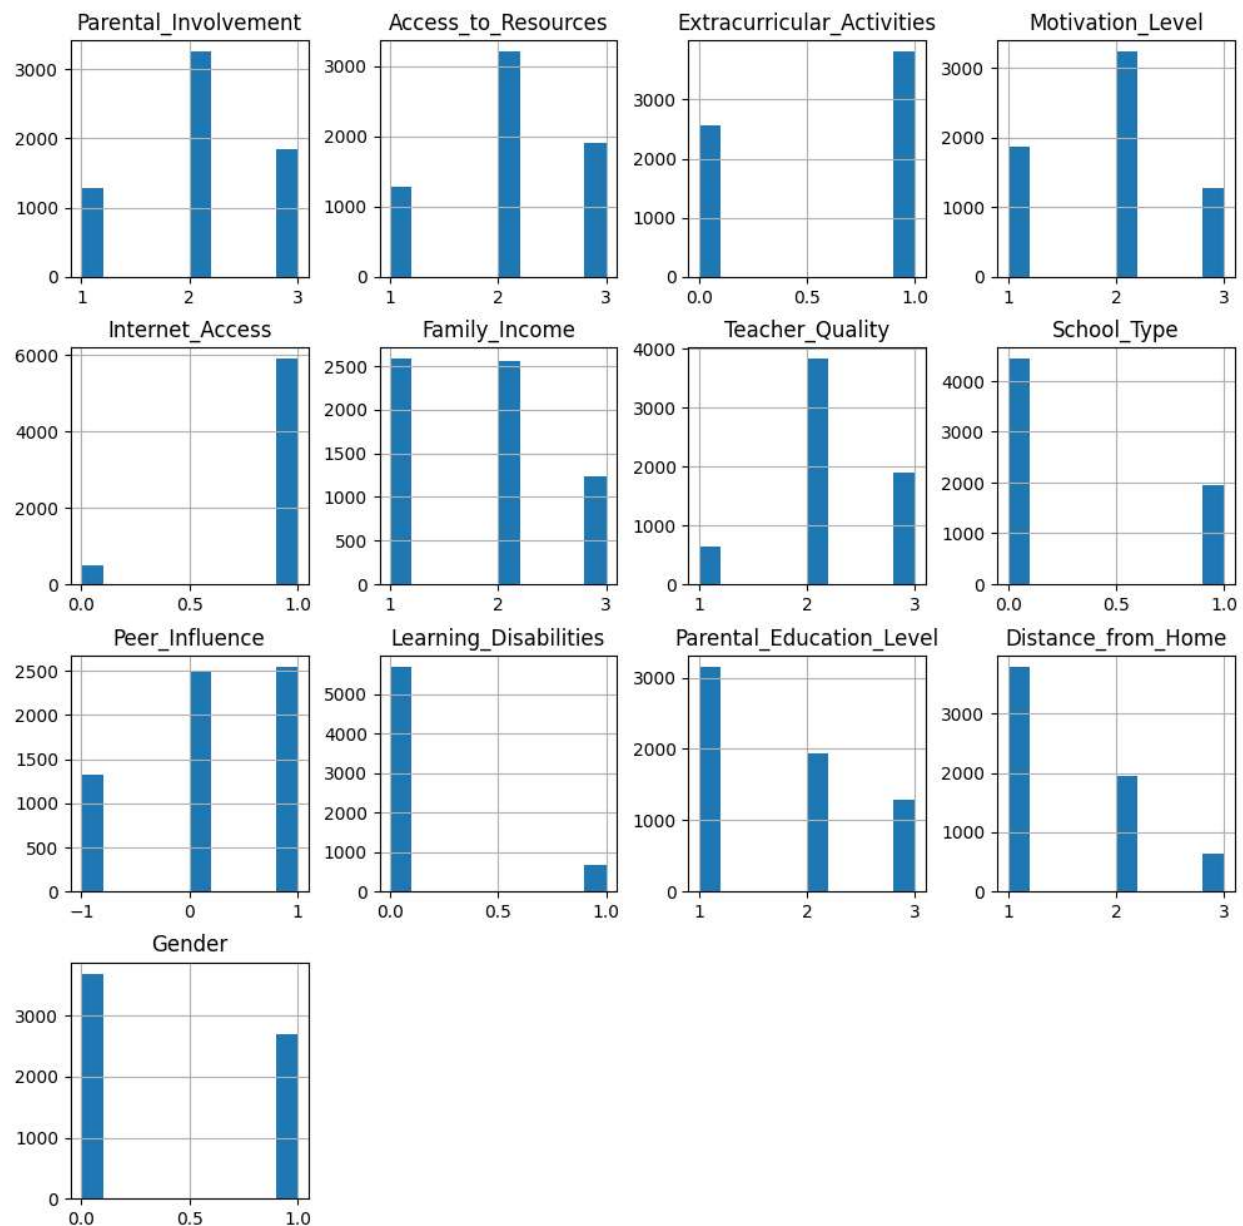 Parental_Involvement
3000
2000
1000
0
1 2 3
Access_to_Resources
3000
2000
1000
0
1 2 3
Extracurricular_Activities
3000
2000
1000
0
0.0 0.5 1.0
Motivation_Level
3000
2000
1000
0
1 2 3
Internet_Access
6000
4000
2000
0
0.0 0.5 1.0
Family_Income
2500
2000
1500
1000
500
0
1 2 3
Teacher_Quality
4000
3000
2000
1000
0
1 2 3
School_Type
4000
3000
2000
1000
0
0.0 0.5 1.0
Peer_Influence
2500
2000
1500
1000
500
0
−1 0 1
Learning_Disabilities
5000
4000
3000
2000
1000
0
0.0 0.5 1.0
Parental_Education_Level
3000
2000
1000
0
1 2 3
Distance_from_Home
3000
2000
1000
0
1 2 3
Gender
3000
2000
1000
0
0.0 0.5 1.0